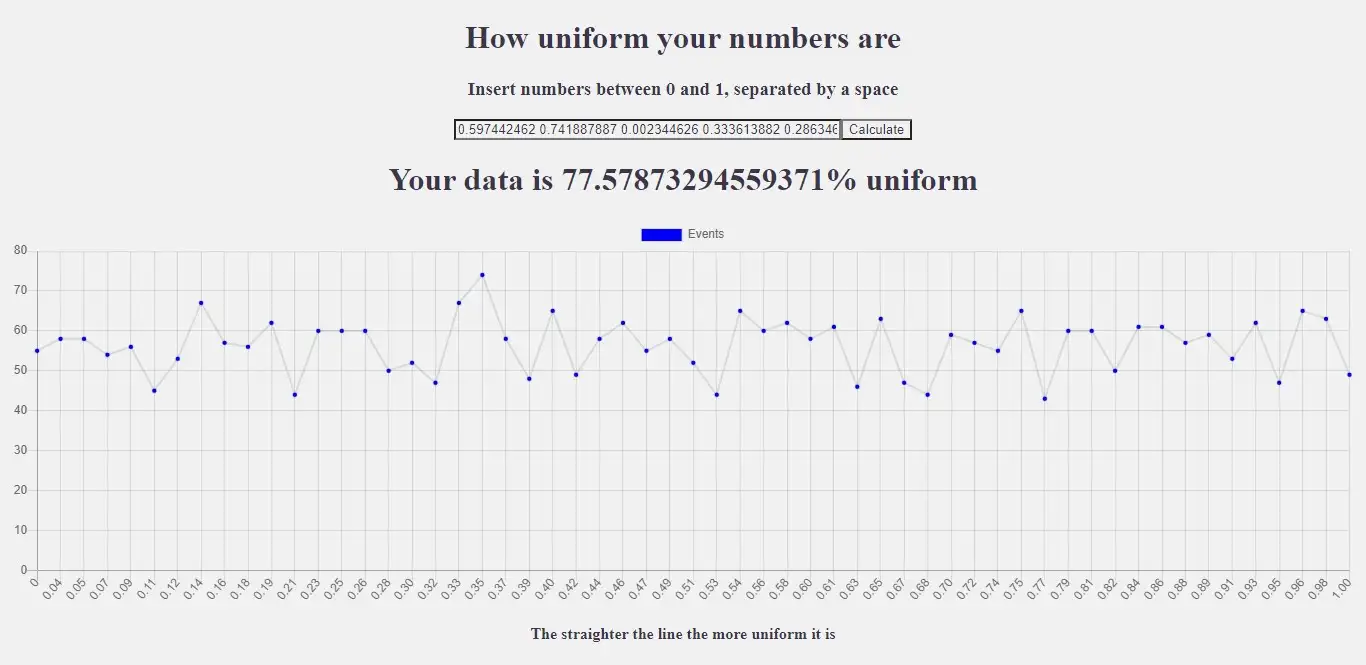 How uniform your numbers are
Insert numbers between 0 and 1, separated by a space
0.597442462 0.741887887 0.002344626 0.333613882 0.286346 Calculate
Your data is 77.57873294559371% uniform
Events
80
70
60
50
40
30
20
10
0
0 0.04 0.05 0.07 0.09 0.11 0.12 0.14 0.16 0.18 0.19 0.21 0.23 0.25 0.26 0.28 0.30 0.32 0.33 0.35 0.37 0.39 0.40 0.42 0.44 0.46 0.47 0.49 0.51 0.53 0.54 0.56 0.58 0.60 0.61 0.63 0.65 0.67 0.68 0.70 0.72 0.74 0.75 0.77 0.79 0.81 0.82 0.84 0.86 0.88 0.89 0.91 0.93 0.95 0.96 0.98 1.00
The straighter the line the more uniform it is